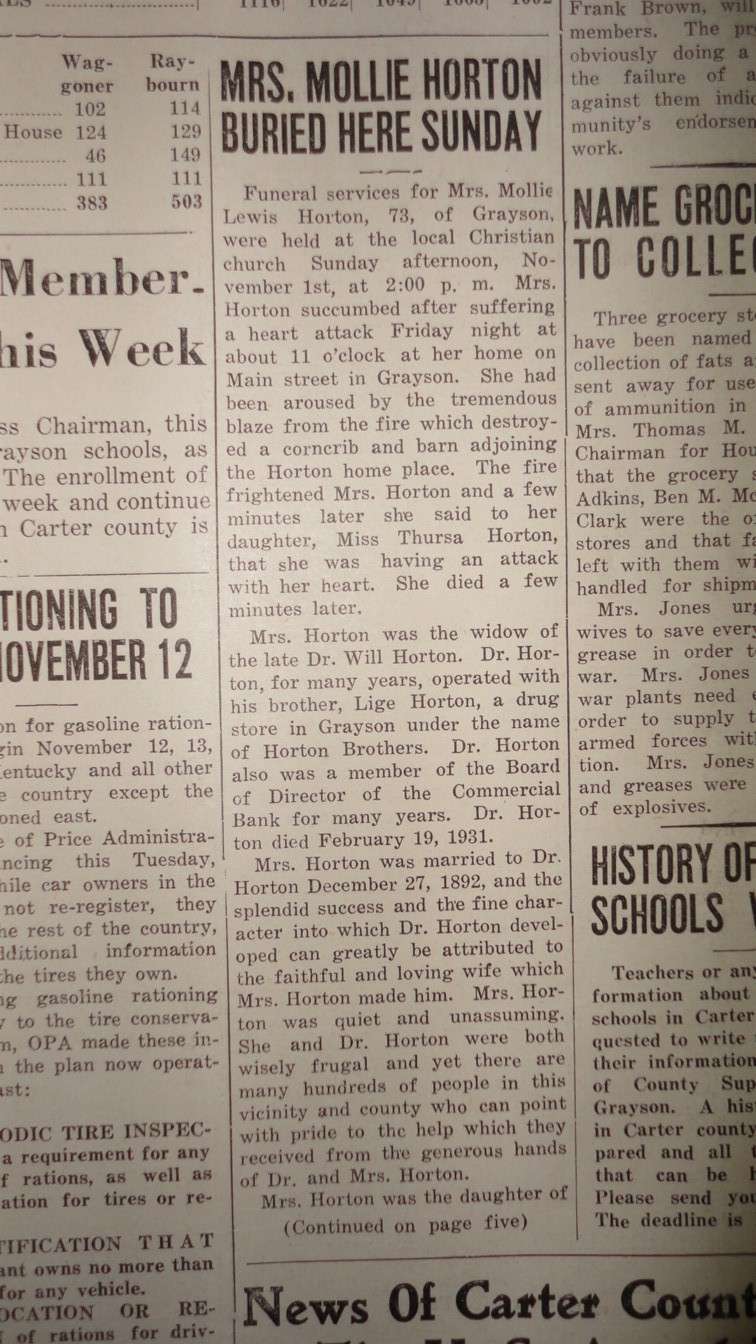 1116 1622 1049 1665 1662
Wag- Ray-
goner bourn
102 114
House 124 129
46 149
111 111
383 503
Member-
his Week
ss Chairman, this
rayson schools, as
The enrollment of
week and continue
n Carter county is
TIONING TO
NOVEMBER 12
on for gasoline ration-
gin November 12, 13,
Kentucky and all other
e country except the
oned east.
e of Price Administra-
ncing this Tuesday,
hile car owners in the
not re-register, they
he rest of the country,
dditional information
the tires they own.
ng gasoline rationing
y to the tire conserva-
m, OPA made these in-
n the plan now operat-
ast:
ODIC TIRE INSPEC-
a requirement for any
f rations, as well as
ation for tires or re-
TIFICATION THAT
ant owns no more than
for any vehicle.
OCATION OR RE-
of rations for driv-
MRS. MOLLIE HORTON
BURIED HERE SUNDAY
Funeral services for Mrs. Mollie
Lewis Horton, 73, of Grayson,
were held at the local Christian
church Sunday afternoon, No-
vember 1st, at 2:00 p. m. Mrs.
Horton succumbed after suffering
a heart attack Friday night at
about 11 o'clock at her home on
Main street in Grayson. She had
been aroused by the tremendous
blaze from the fire which destroy-
ed a corncrib and barn adjoining
the Horton home place. The fire
frightened Mrs. Horton and a few
minutes later she said to her
daughter, Miss Thursa Horton,
that she was having an attack
with her heart. She died a few
minutes later.
Mrs. Horton was the widow of
the late Dr. Will Horton. Dr. Hor-
ton, for many years, operated with
his brother, Lige Horton, a drug
store in Grayson under the name
of Horton Brothers. Dr. Horton
also was a member of the Board
of Director of the Commercial
Bank for many years. Dr. Hor-
ton died February 19, 1931.
Mrs. Horton was married to Dr.
Horton December 27, 1892, and the
splendid success and the fine char-
acter into which Dr. Horton devel-
oped can greatly be attributed to
the faithful and loving wife which
Mrs. Horton made him. Mrs. Hor-
ton was quiet and unassuming.
She and Dr. Horton were both
wisely frugal and yet there are
many hundreds of people in this
vicinity and county who can point
with pride to the help which they
received from the generous hands
of Dr. and Mrs. Horton.
Mrs. Horton was the daughter of
(Continued on page five)
News Of Carter Count
Frank Brown, will
members. The pr
obviously doing a
the failure of a
against them indic
munity's endorsen
work.
NAME GROC
TO COLLEC
Three grocery sto
have been named
collection of fats a
sent away for use
of ammunition in
Mrs. Thomas M.
Chairman for Hou
that the grocery s
Adkins, Ben M. Mc
Clark were the o
stores and that fa
left with them wi
handled for shipm
Mrs. Jones urg
wives to save every
grease in order to
war. Mrs. Jones
war plants need e
order to supply t
armed forces with
tion. Mrs. Jones
and greases were
of explosives.
HISTORY OF
SCHOOLS W
Teachers or any
formation about
schools in Carter
quested to write
their information
of County Sup
Grayson. A his
in Carter county
pared and all t
that can be h
Please send you
The deadline is